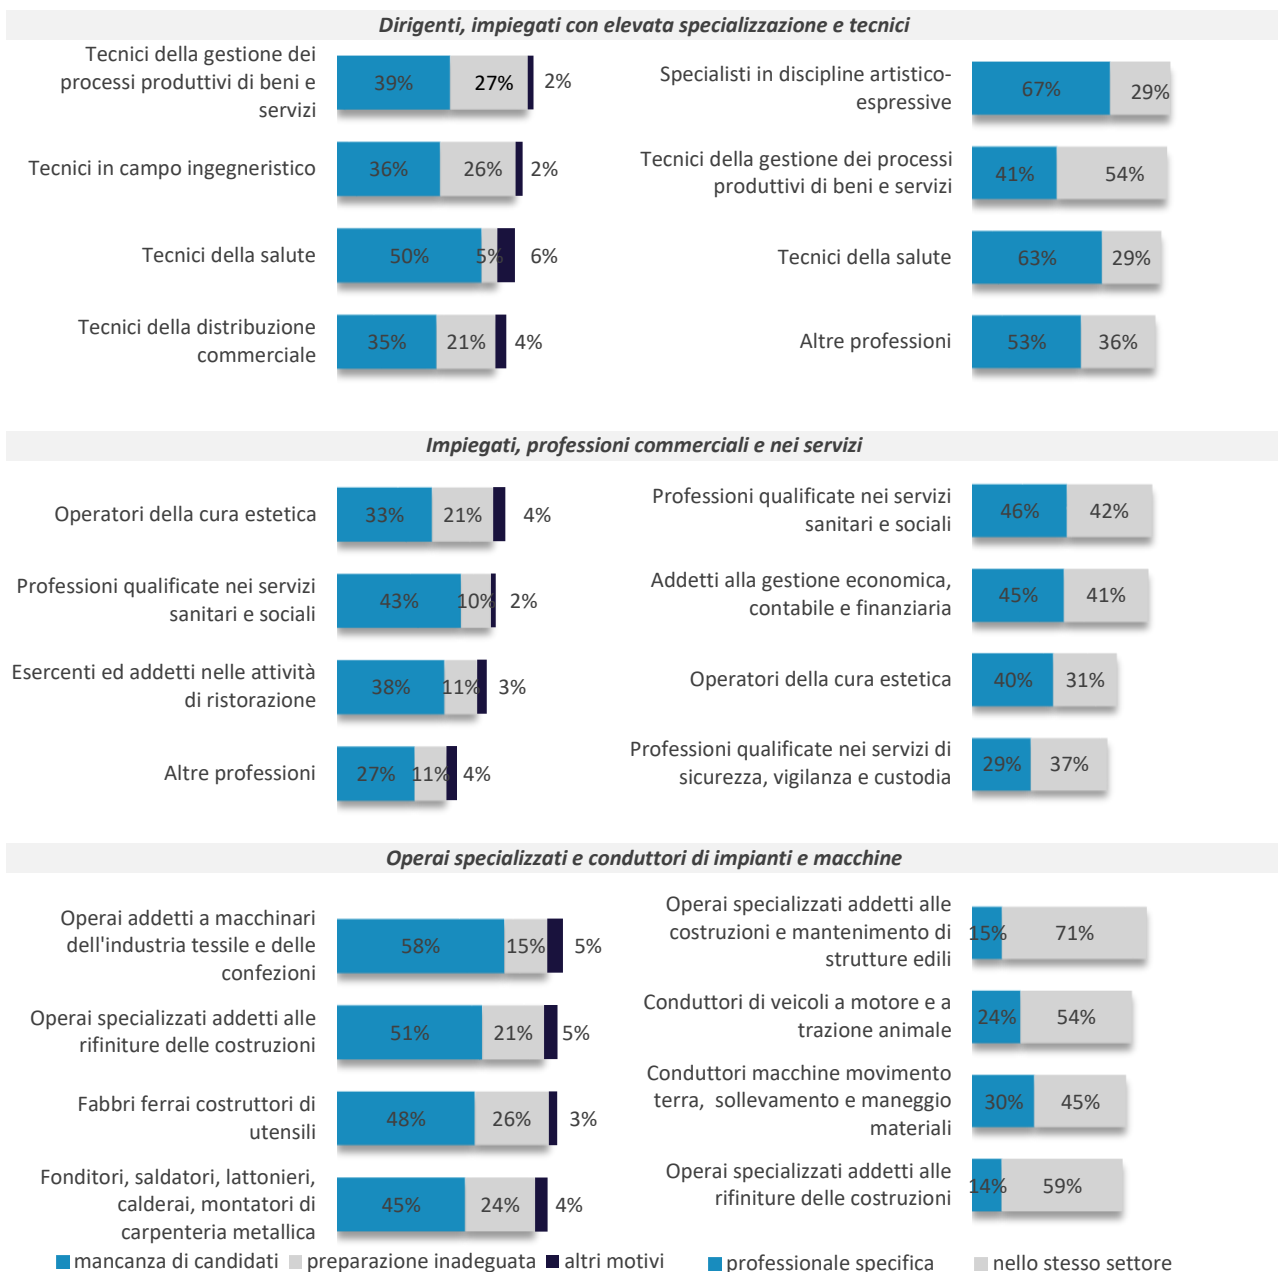 Dirigenti, impiegati con elevata specializzazione e tecnici
Tecnici della gestione dei
processi produttivi di beni e
servizi
39% 27% 2%
Tecnici in campo ingegneristico
36% 26% 2%
Tecnici della salute
50% 5% 6%
Tecnici della distribuzione
commerciale
35% 21% 4%
Specialisti in discipline artistico-
espressive
67% 29%
Tecnici della gestione dei processi
produttivi di beni e servizi
41% 54%
Tecnici della salute
63% 29%
Altre professioni
53% 36%
Impiegati, professioni commerciali e nei servizi
Operatori della cura estetica
33% 21% 4%
Professioni qualificate nei servizi
sanitari e sociali
43% 10% 2%
Esercenti ed addetti nelle attività
di ristorazione
38% 11% 3%
Altre professioni
27% 11% 4%
Professioni qualificate nei servizi
sanitari e sociali
46% 42%
Addetti alla gestione economica,
contabile e finanziaria
45% 41%
Operatori della cura estetica
40% 31%
Professioni qualificate nei servizi di
sicurezza, vigilanza e custodia
29% 37%
Operai specializzati e conduttori di impianti e macchine
Operai addetti a macchinari
dell'industria tessile e delle
confezioni
58% 15% 5%
Operai specializzati addetti alle
rifiniture delle costruzioni
51% 21% 5%
Fabbri ferrai costruttori di
utensili
48% 26% 3%
Fonditori, saldatori, lattonieri,
calderai, montatori di
carpenteria metallica
45% 24% 4%
mancanza di candidati preparazione inadeguata altri motivi
Operai specializzati addetti alle
costruzioni e mantenimento di
strutture edili
15% 71%
Conduttori di veicoli a motore e a
trazione animale
24% 54%
Conduttori macchine movimento
terra, sollevamento e maneggio
materiali
30% 45%
Operai specializzati addetti alle
rifiniture delle costruzioni
14% 59%
professionale specifica nello stesso settore